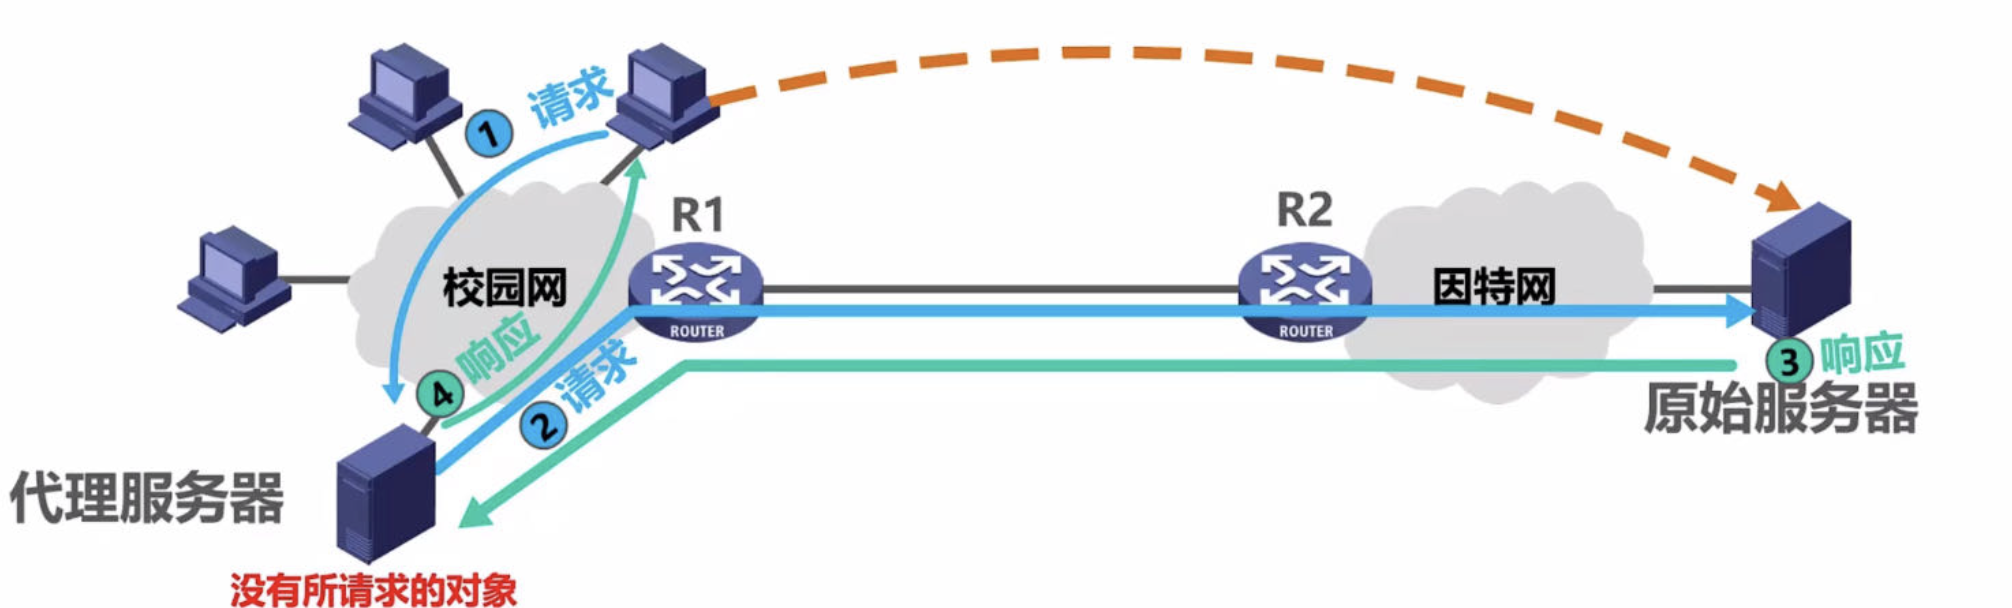 1 请求
R1
R2
校园网
因特网
ROUTER
ROUTER
4 响应
2 请求
3 响应
原始服务器
代理服务器
没有所请求的对象